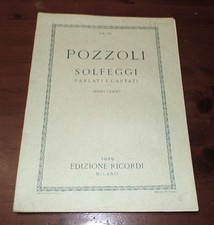 POZZOLI
SOLFEGGI
PARLATI E CANTATI
EDIZIONE RICORDI
MILANO